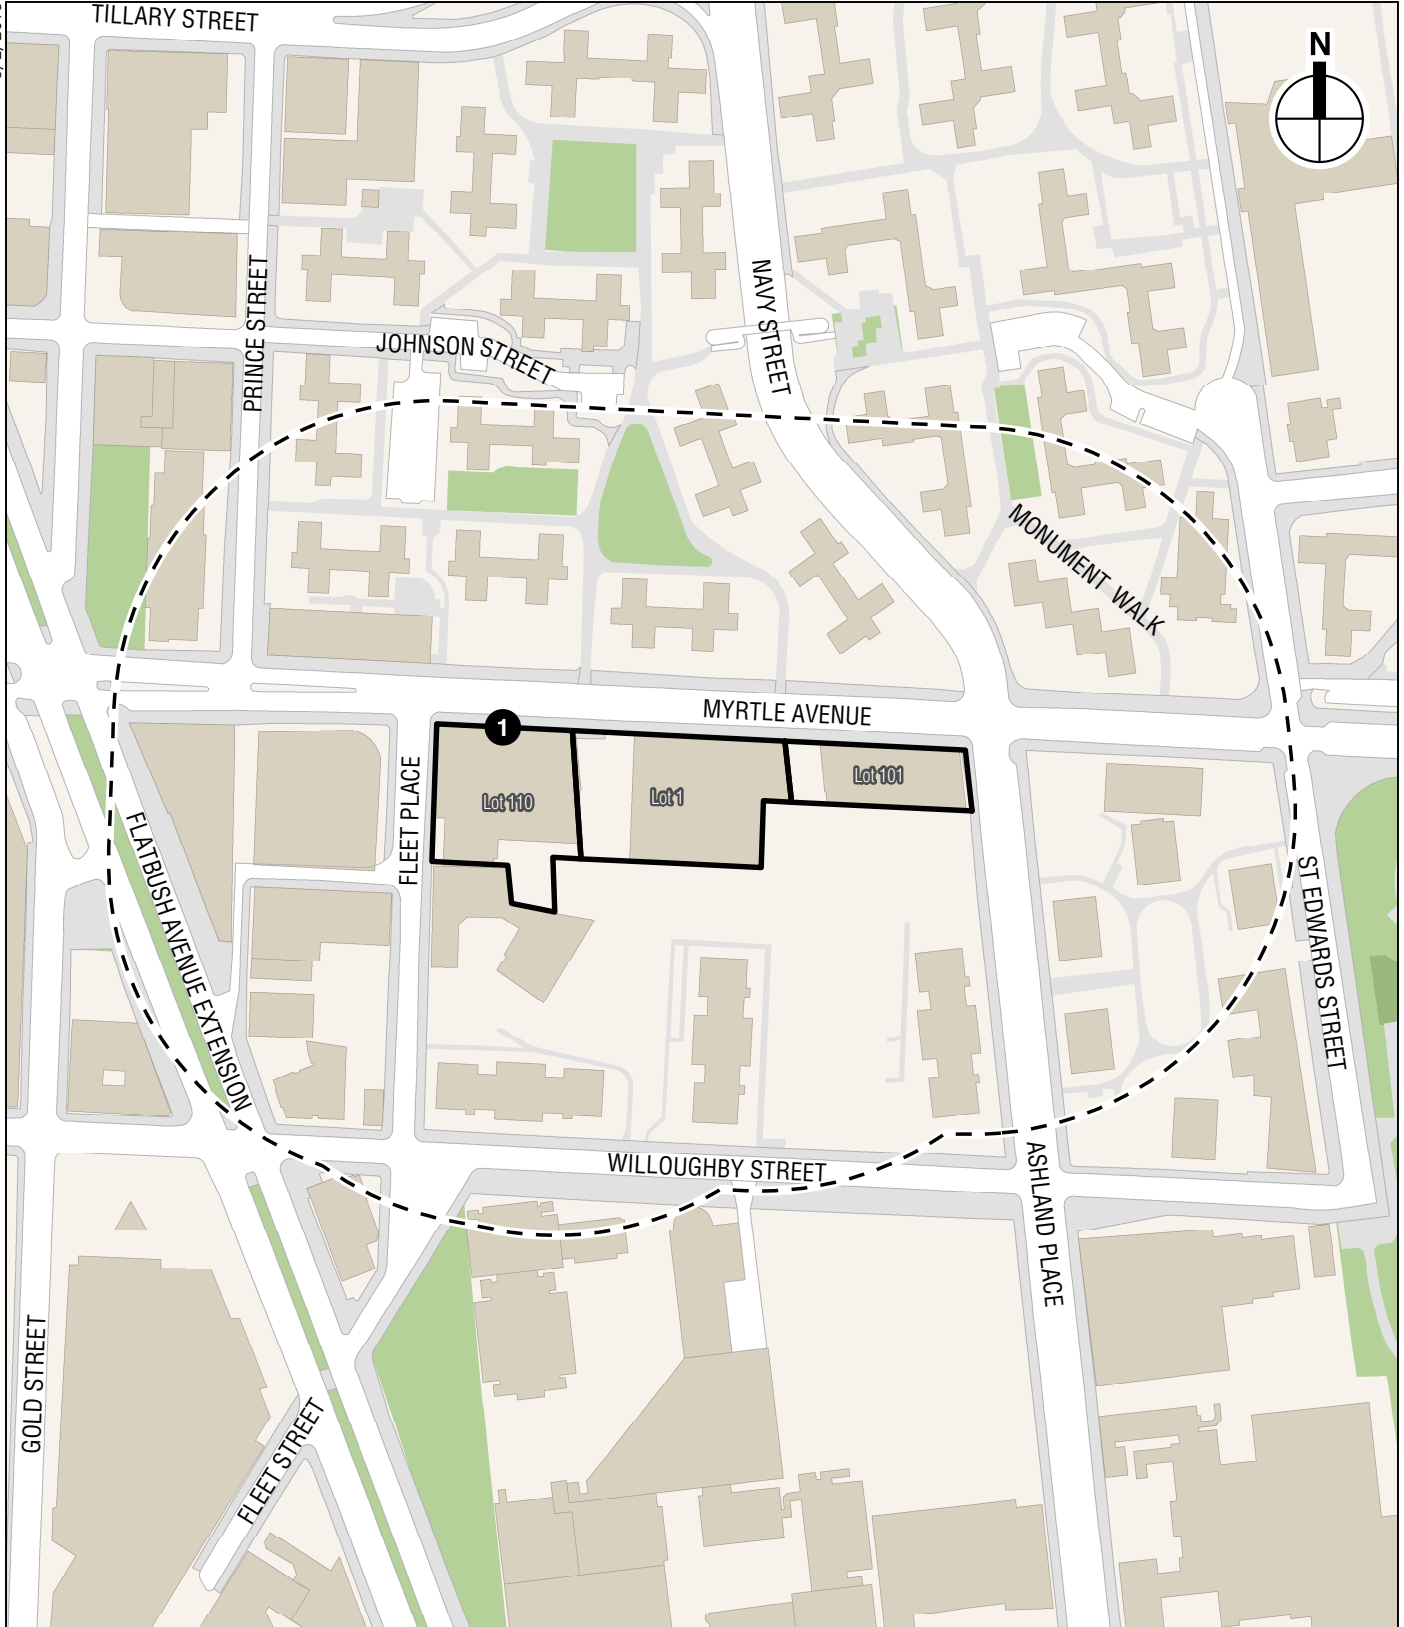 TILLARY STREET
N
PRINCE STREET
NAVY STREET
JOHNSON STREET
MONUMENT WALK
MYRTLE AVENUE
1
FLEET PLACE
Lot 110
Lot 1
Lot 101
FLATBUSH AVENUE EXTENSION
ST EDWARDS STREET
WILLOUGHBY STREET
ASHLAND PLACE
GOLD STREET
FLEET STREET